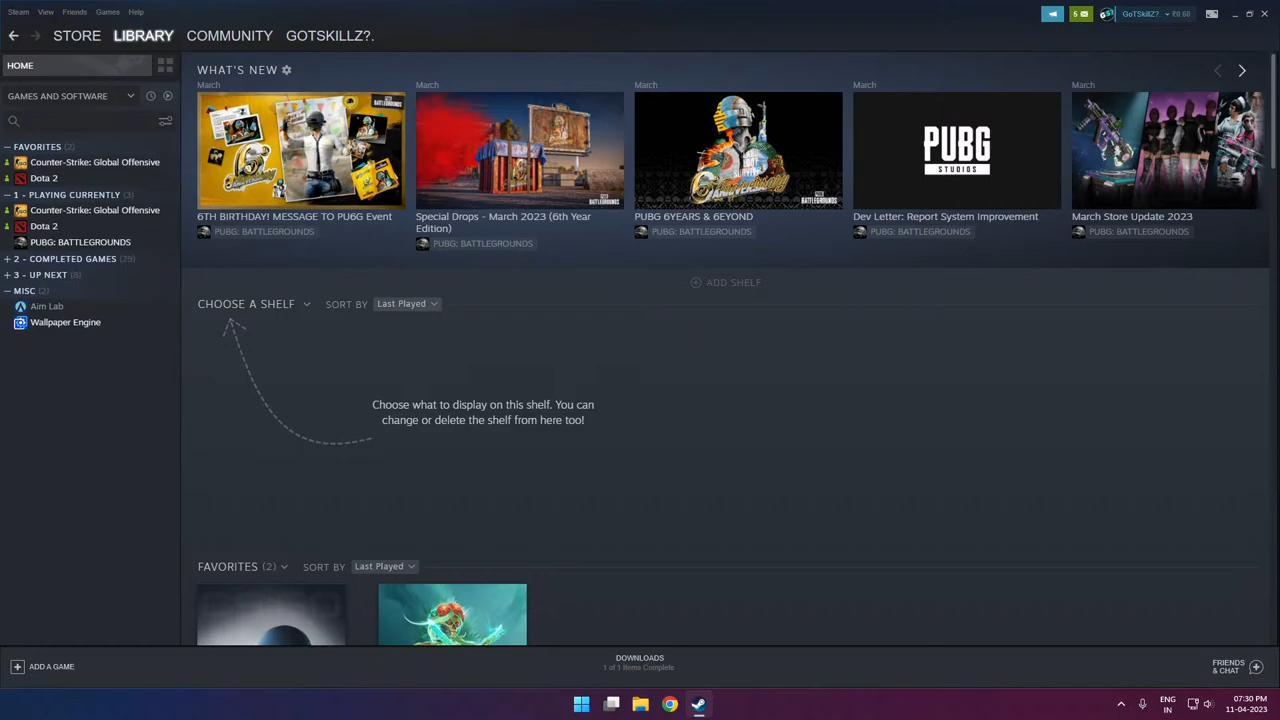 Steam View Friends Games Help
5 GoTSkillZ?. ₹0.68
STORE LIBRARY COMMUNITY GOTSKILLZ?.
HOME
GAMES AND SOFTWARE
FAVORITES (2)
Counter-Strike: Global Offensive
Dota 2
1 - PLAYING CURRENTLY (3)
Counter-Strike: Global Offensive
Dota 2
PUBG: BATTLEGROUNDS
2 - COMPLETED GAMES (29)
3 - UP NEXT (8)
MISC (2)
Aim Lab
Wallpaper Engine
WHAT'S NEW
March
6TH BIRTHDAY! MESSAGE TO PU6G Event
PUBG: BATTLEGROUNDS
March
Special Drops - March 2023 (6th Year
Edition)
PUBG: BATTLEGROUNDS
March
PUBG 6YEARS & 6EYOND
PUBG: BATTLEGROUNDS
March
PUBG
STUDIOS
Dev Letter: Report System Improvement
PUBG: BATTLEGROUNDS
March
March Store Update 2023
PUBG: BATTLEGROUNDS
ADD SHELF
CHOOSE A SHELF SORT BY Last Played
Choose what to display on this shelf. You can
change or delete the shelf from here too!
FAVORITES (2) SORT BY Last Played
ADD A GAME
DOWNLOADS
1 of 1 Items Complete
FRIENDS
& CHAT
ENG
IN
07:30 PM
11-04-2023